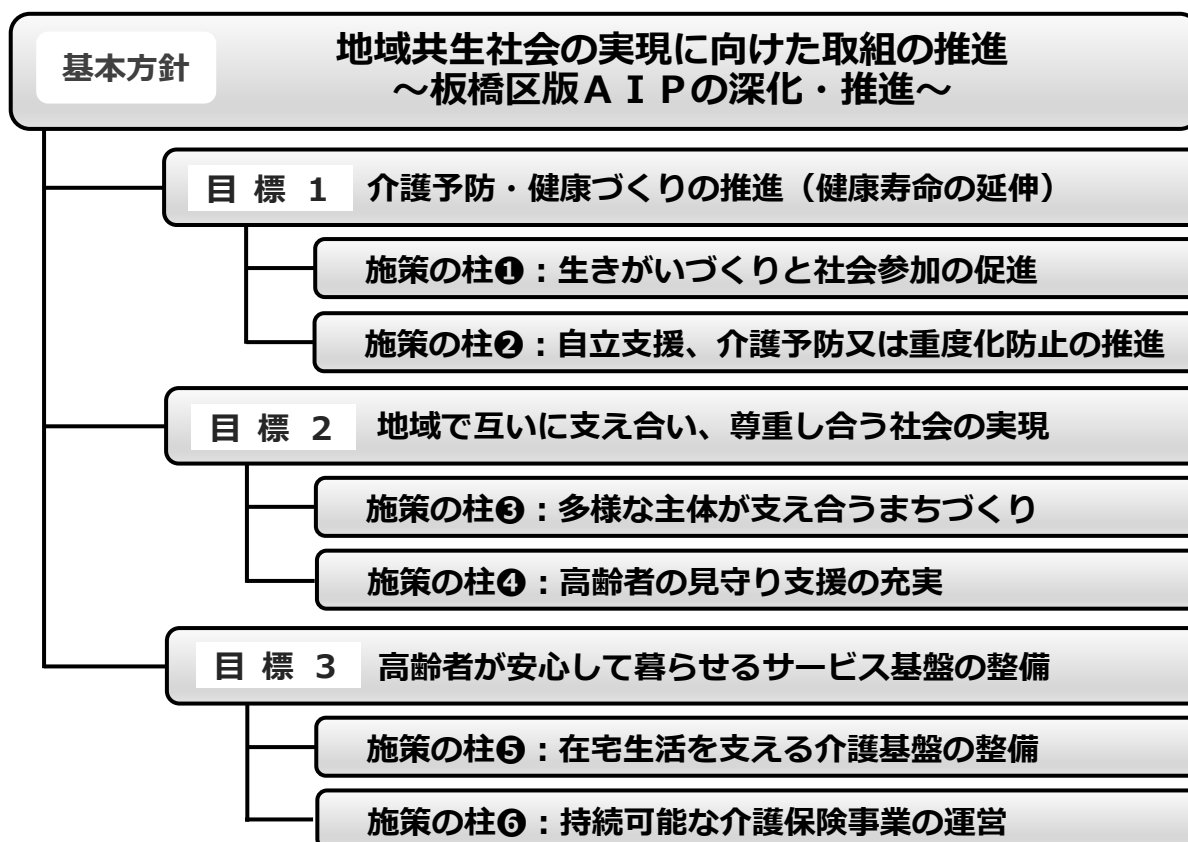 基本方針
地域共生社会の実現に向けた取組の推進
～板橋区版ＡＩＰの深化・推進～
目 標 1 介護予防・健康づくりの推進（健康寿命の延伸）
施策の柱❶：生きがいづくりと社会参加の促進
施策の柱❷：自立支援、介護予防又は重度化防止の推進
目 標 2 地域で互いに支え合い、尊重し合う社会の実現
施策の柱❸：多様な主体が支え合うまちづくり
施策の柱❹：高齢者の見守り支援の充実
目 標 3 高齢者が安心して暮らせるサービス基盤の整備
施策の柱❺：在宅生活を支える介護基盤の整備
施策の柱❻：持続可能な介護保険事業の運営